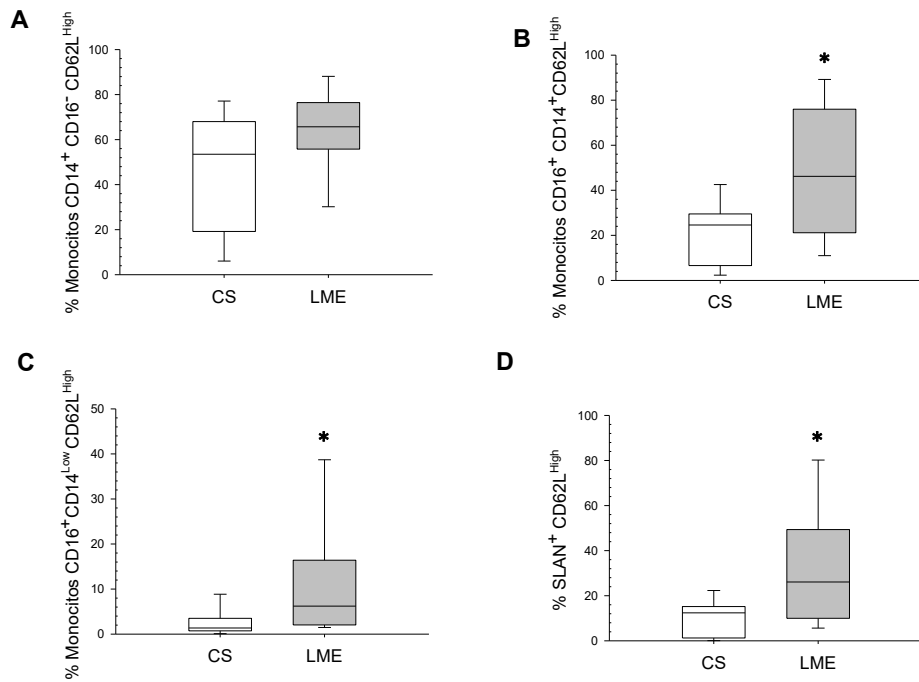 A
% Monocitos CD14⁺ CD16⁻ CD62Lᴴⁱᵍʰ
100
80
60
40
20
0
CS LME
B
% Monocitos CD16⁺ CD14⁺CD62Lᴴⁱᵍʰ
100
80
60
40
20
0
*
CS LME
C
% Monocitos CD16⁺CD14ᴸᵒʷ CD62Lᴴⁱᵍʰ
50
40
30
20
10
0
*
CS LME
D
% SLAN⁺ CD62Lᴴⁱᵍʰ
100
80
60
40
20
0
*
CS LME